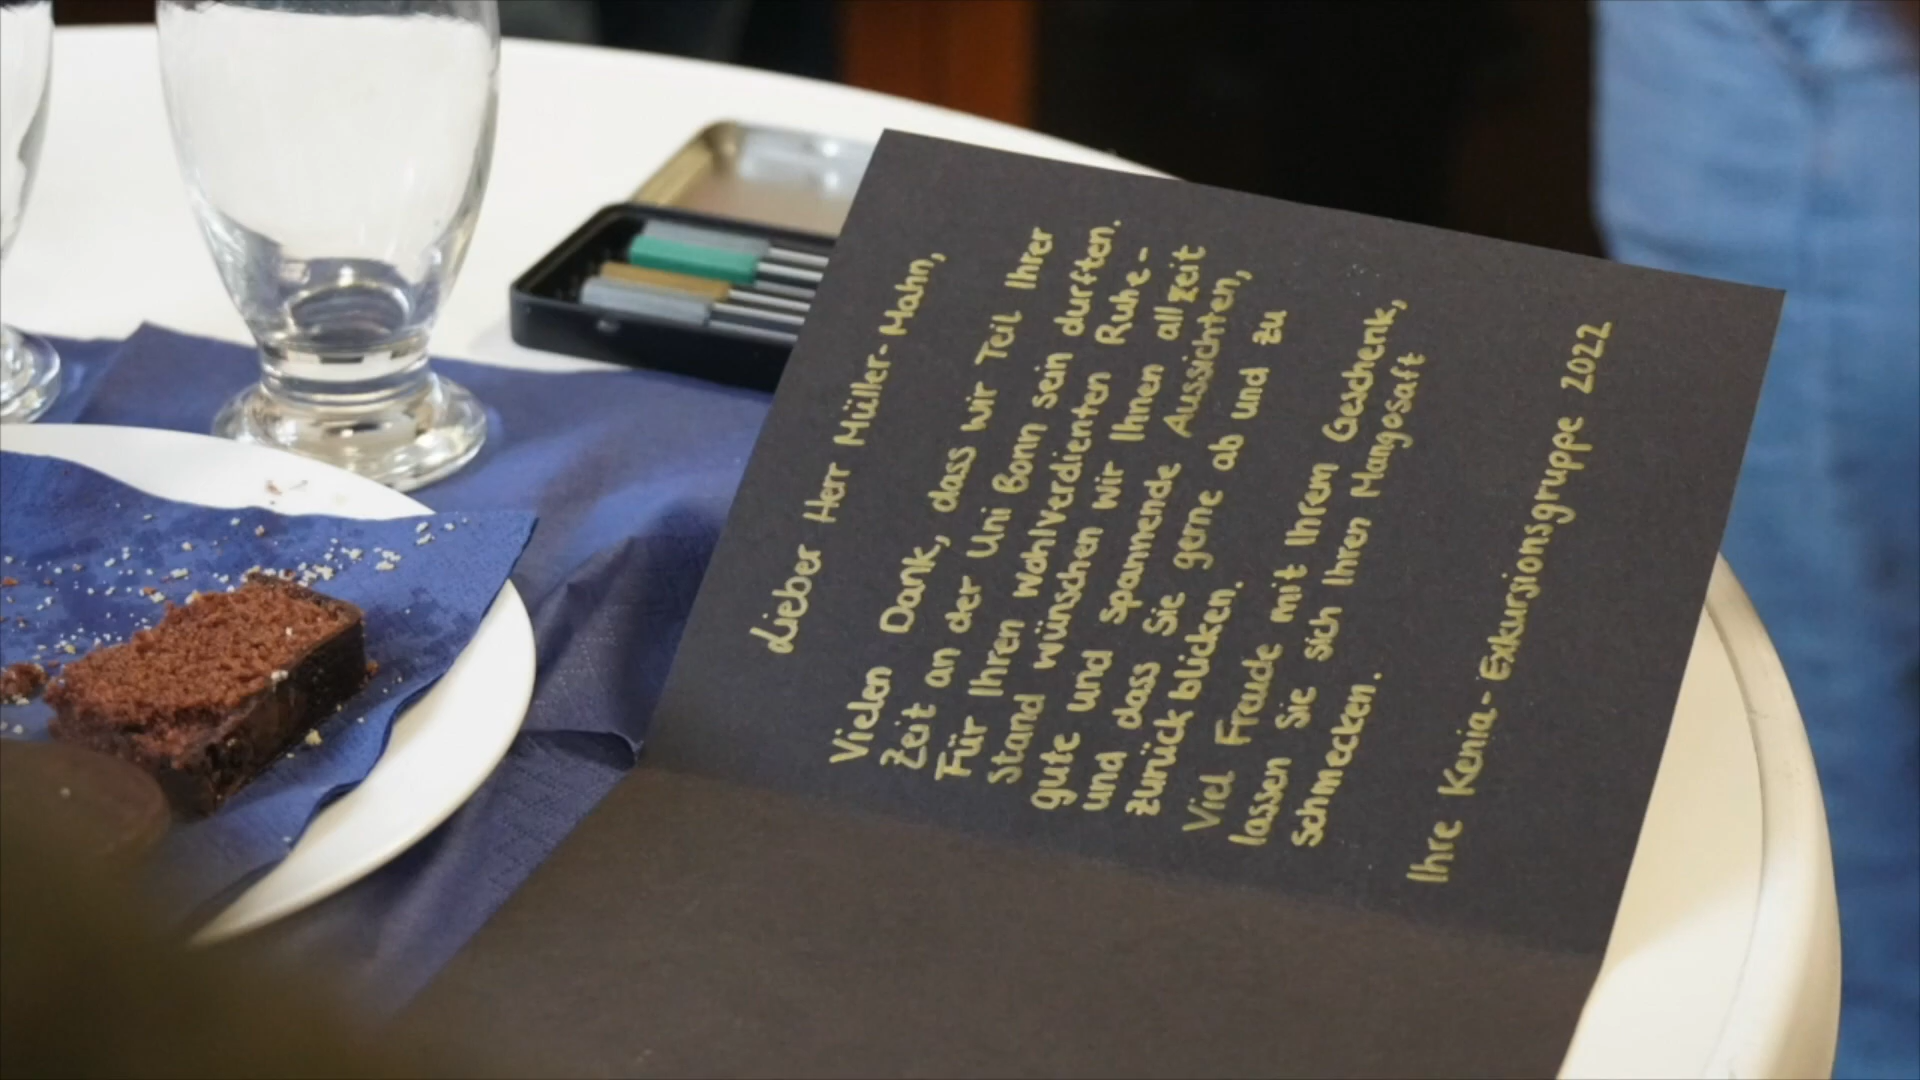 Lieber Herr Müller-Mahn,
Vielen Dank, dass wir Teil Ihrer
Zeit an der Uni Bonn sein durften.
Für Ihren wohlverdienten Ruhe-
stand wünschen wir Ihnen allzeit
gute und spannende Aussichten,
und dass Sie gerne ab und zu
zurückblicken.
Viel Freude mit Ihrem Geschenk,
lassen Sie sich Ihren Mangosaft
schmecken.
Ihre Kenia-Exkursionsgruppe 2022